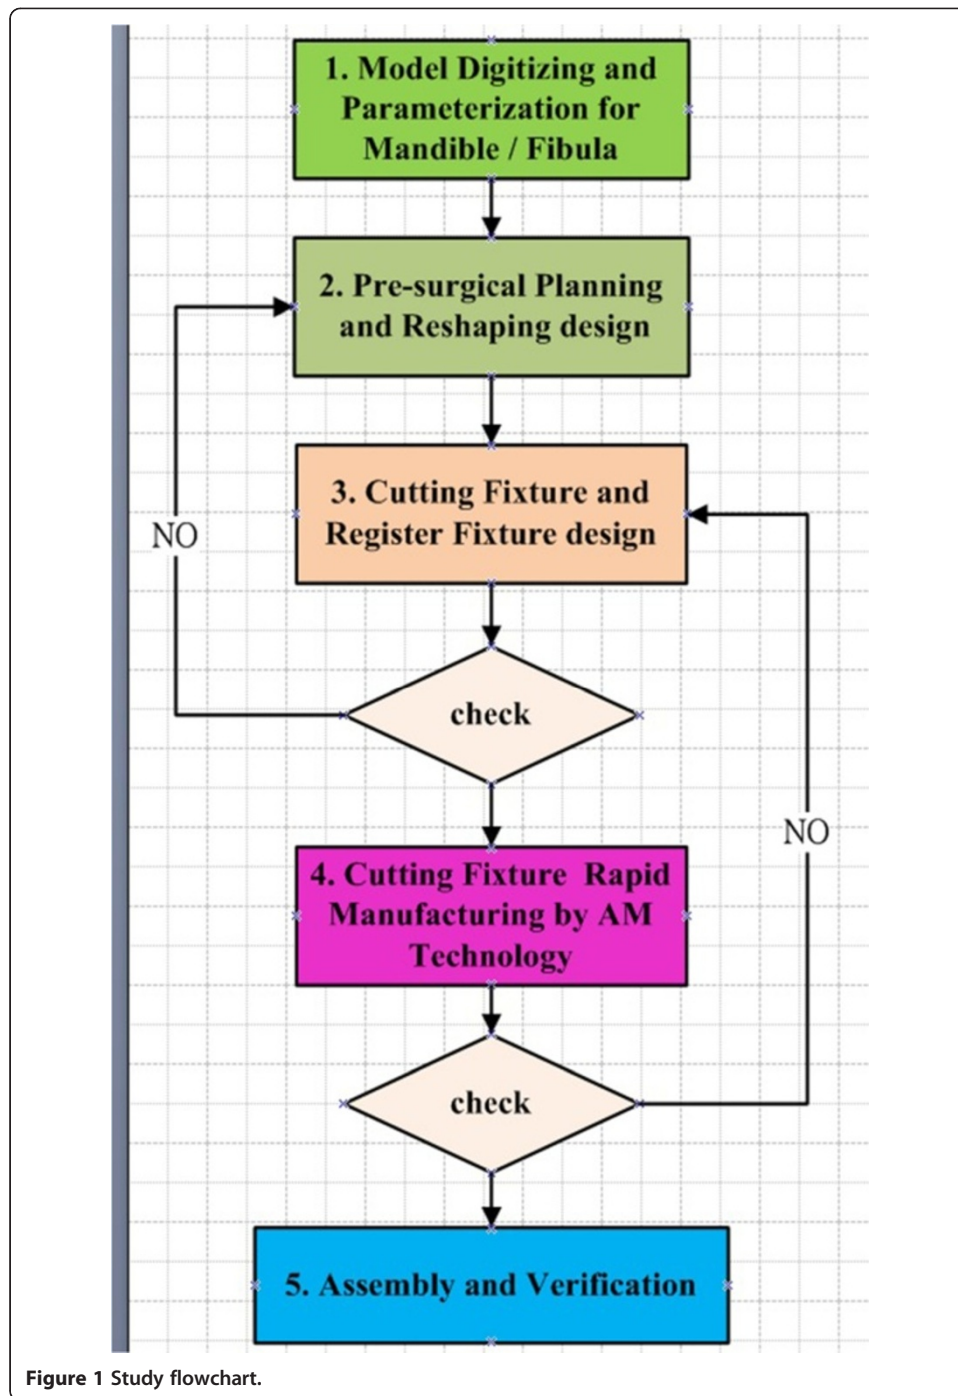 1. Model Digitizing and
Parameterization for
Mandible / Fibula
2. Pre-surgical Planning
and Reshaping design
3. Cutting Fixture and
Register Fixture design
NO
check
NO
4. Cutting Fixture Rapid
Manufacturing by AM
Technology
check
5. Assembly and Verification
Figure 1 Study flowchart.